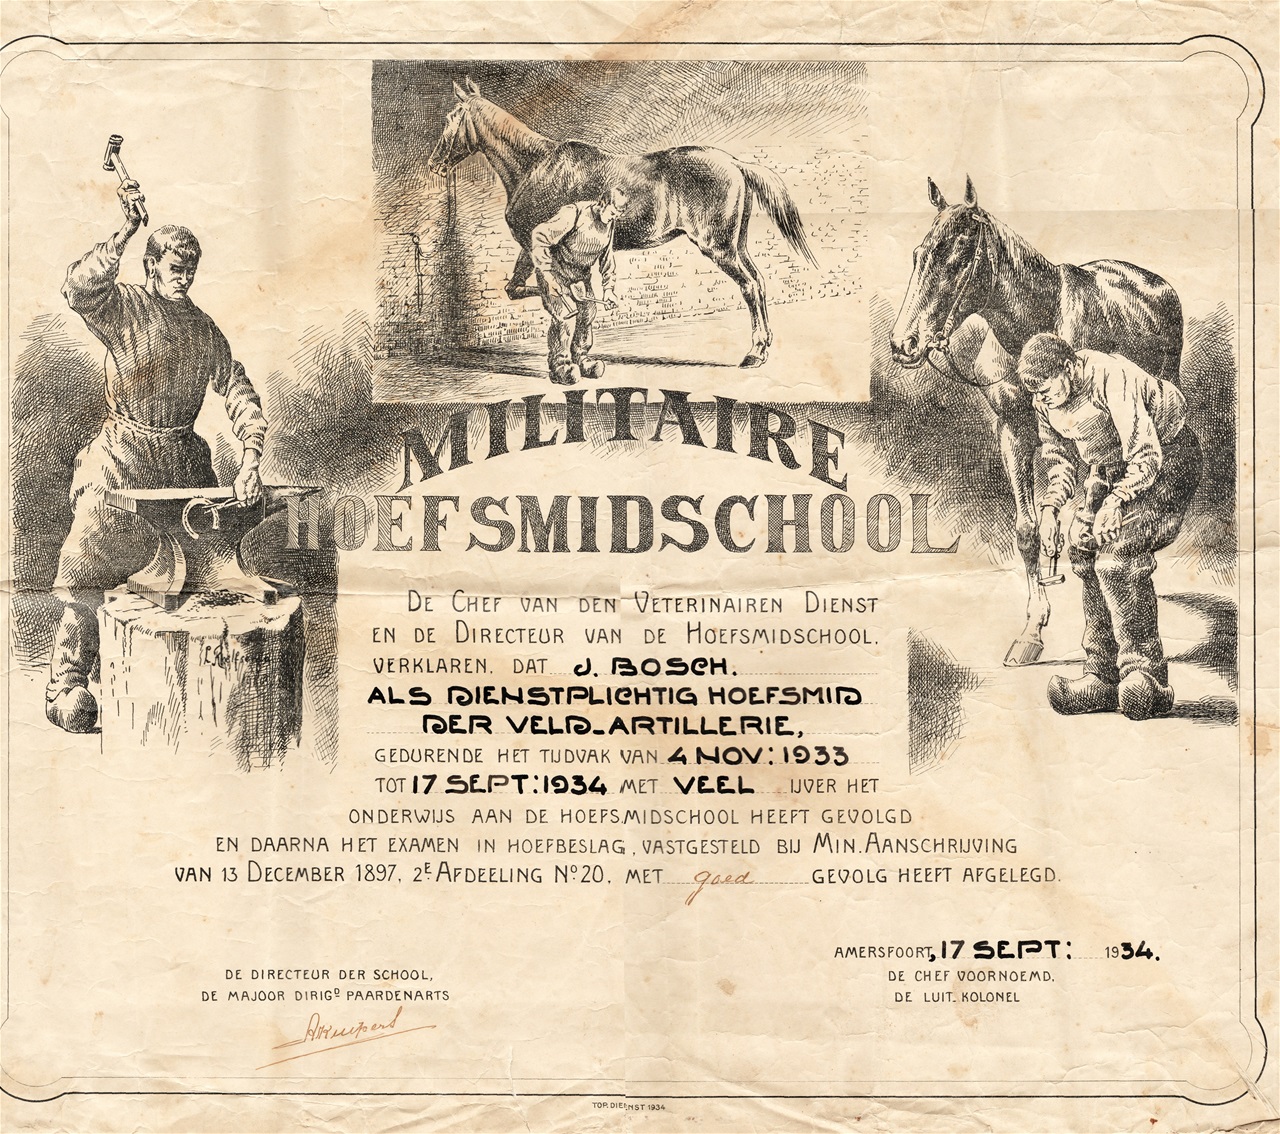 MILITAIRE
HOEFSMIDSCHOOL
DE CHEF VAN DEN VETERINAIREN DIENST
EN DE DIRECTEUR VAN DE HOEFSMIDSCHOOL,
VERKLAREN, DAT J. BOSCH.
ALS DIENSTPLICHTIG HOEFSMID
DER VELD-ARTILLERIE,
GEDURENDE HET TIJDVAK VAN 4 NOV: 1933
TOT 17 SEPT: 1934 MET VEEL IJVER HET
ONDERWIJS AAN DE HOEFSMIDSCHOOL HEEFT GEVOLGD
EN DAARNA HET EXAMEN IN HOEFBESLAG, VASTGESTELD BIJ MIN. AANSCHRIJVING
VAN 13 DECEMBER 1897, 2E AFDEELING No 20, MET goed GEVOLG HEEFT AFGELEGD.
AMERSFOORT, 17 SEPT: 1934.
DE CHEF VOORNOEMD,
DE LUIT. KOLONEL
DE DIRECTEUR DER SCHOOL,
DE MAJOOR DIRIGD PAARDENARTS
AKuipers
TOP. DIENST 1934